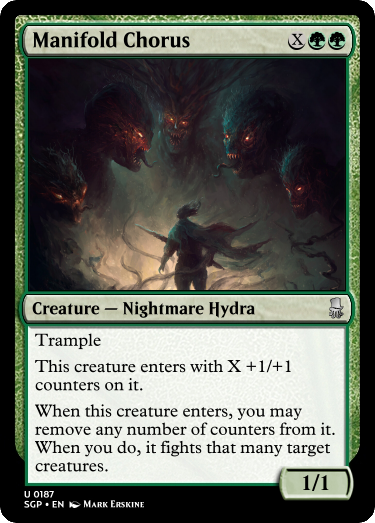 Manifold Chorus X
Creature — Nightmare Hydra
Trample
This creature enters with X +1/+1
counters on it.
When this creature enters, you may
remove any number of counters from it.
When you do, it fights that many target
creatures.
1/1
U 0187
SGP • EN Mark Erskine